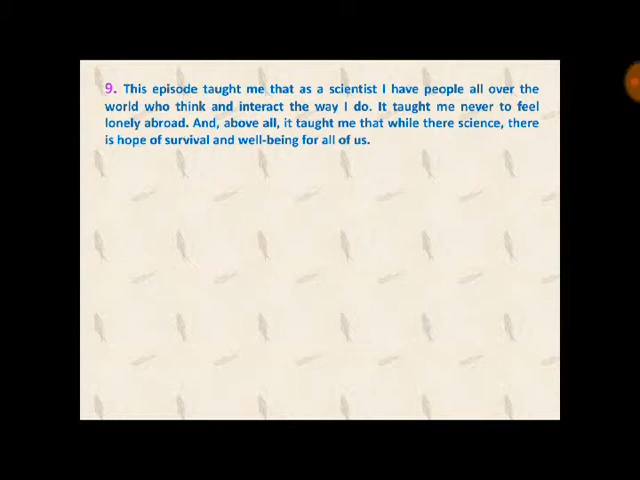 9. This episode taught me that as a scientist I have people all over the
world who think and interact the way I do. It taught me never to feel
lonely abroad. And, above all, it taught me that while there science, there
is hope of survival and well-being for all of us.